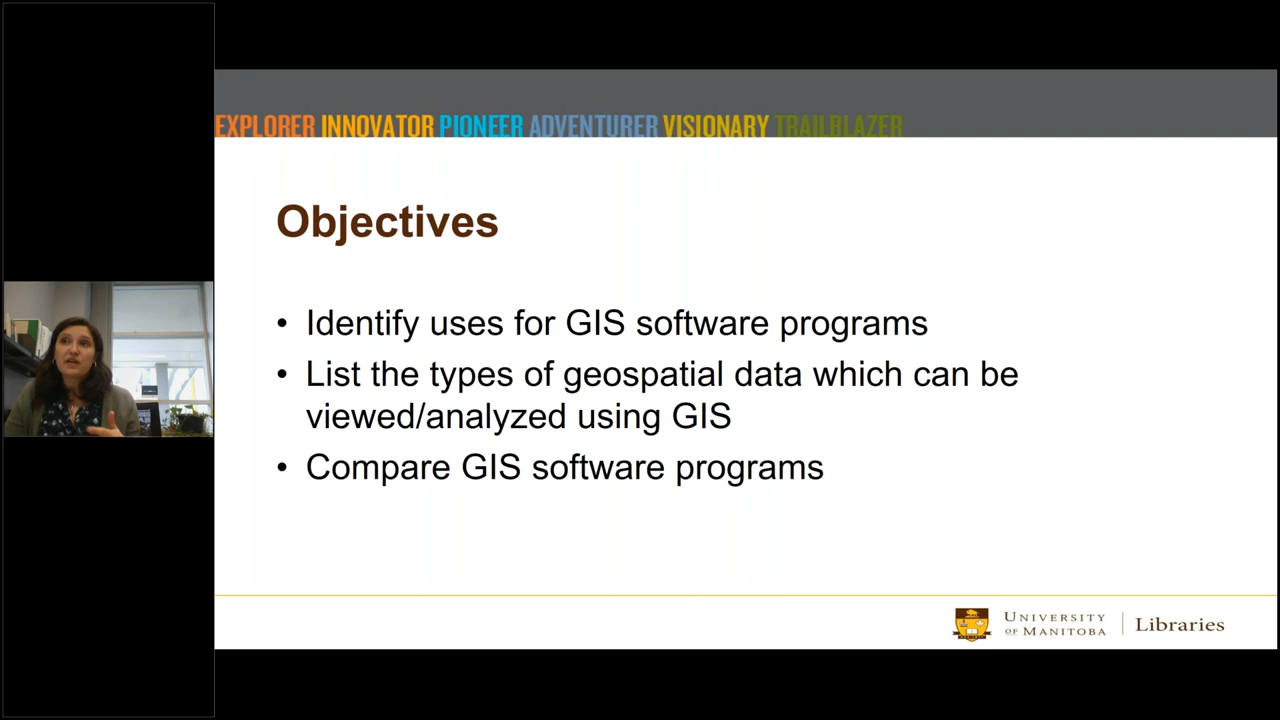 EXPLORER INNOVATOR PIONEER ADVENTURER VISIONARY TRAILBLAZER
Objectives
• Identify uses for GIS software programs
• List the types of geospatial data which can be
viewed/analyzed using GIS
• Compare GIS software programs
UNIVERSITY
OF MANITOBA
Libraries